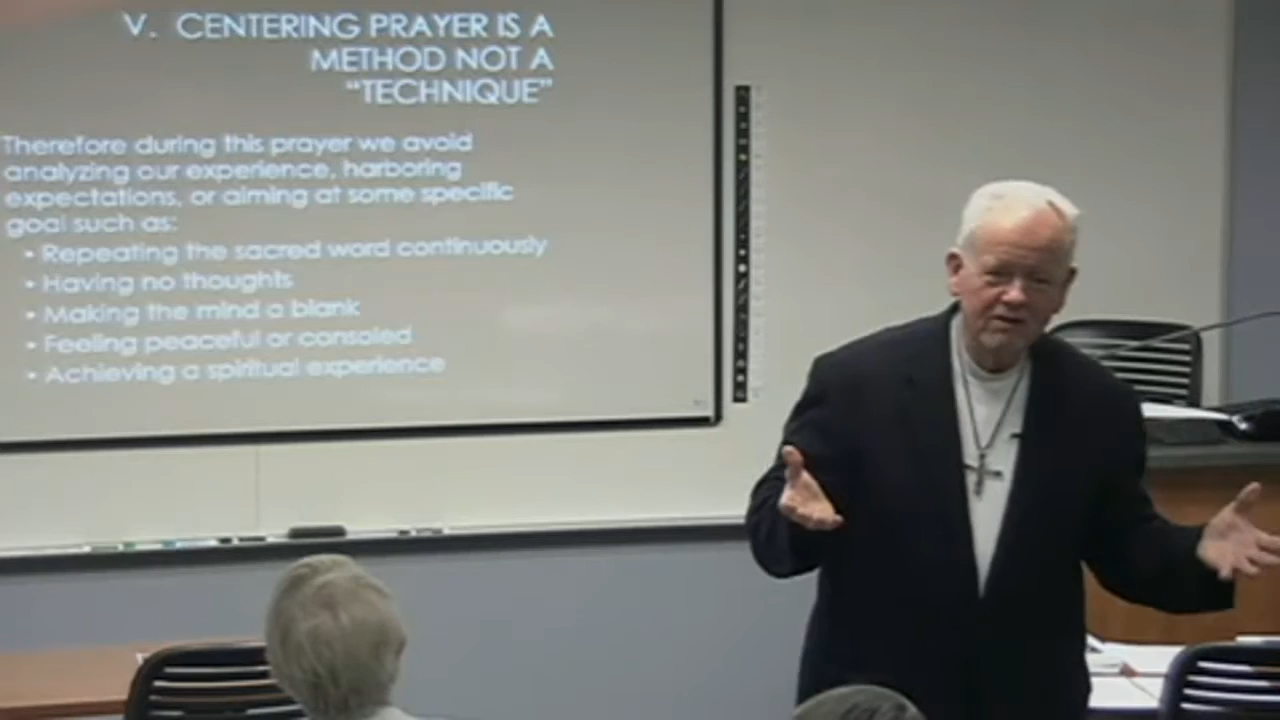 V. CENTERING PRAYER IS A
METHOD NOT A
“TECHNIQUE”
Therefore during this prayer we avoid
analyzing our experience, harboring
expectations, or aiming at some specific
goal such as:
• Repeating the sacred word continuously
• Having no thoughts
• Making the mind a blank
• Feeling peaceful or consoled
• Achieving a spiritual experience